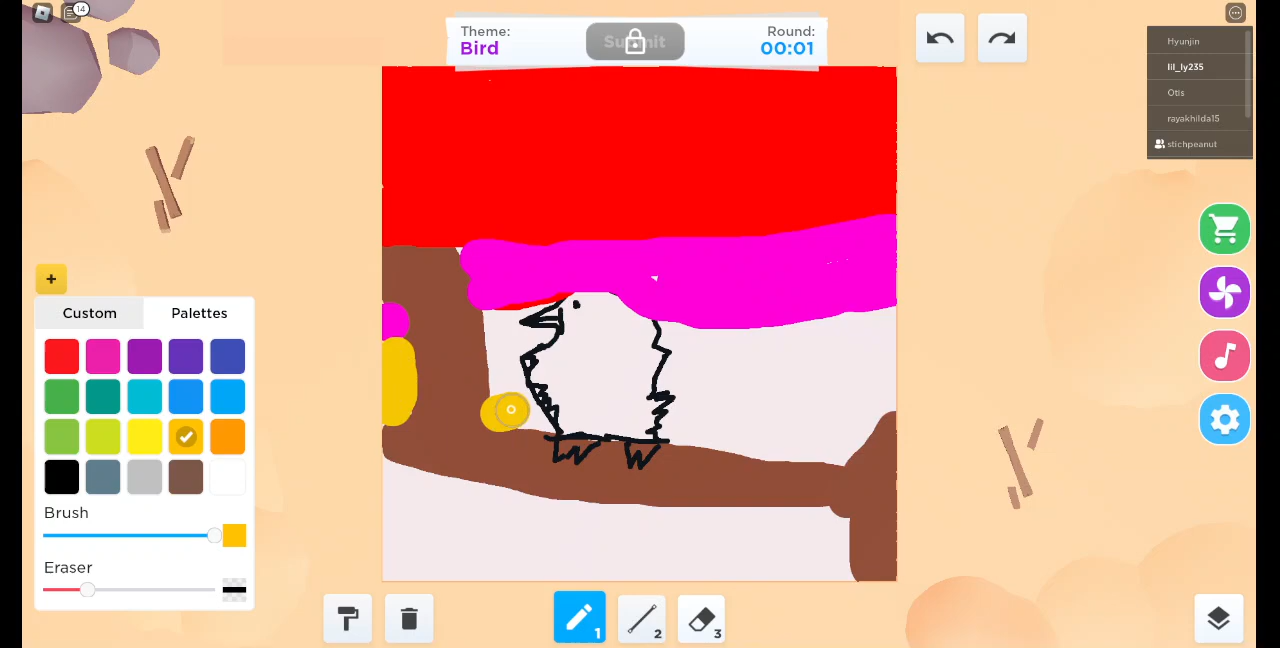 14
Theme:
Bird
Submit
Round:
00:01
Hyunjin
lil_ly235
Otis
rayakhilda15
stichpeanut
+
Custom
Palettes
Brush
Eraser
1
2
3